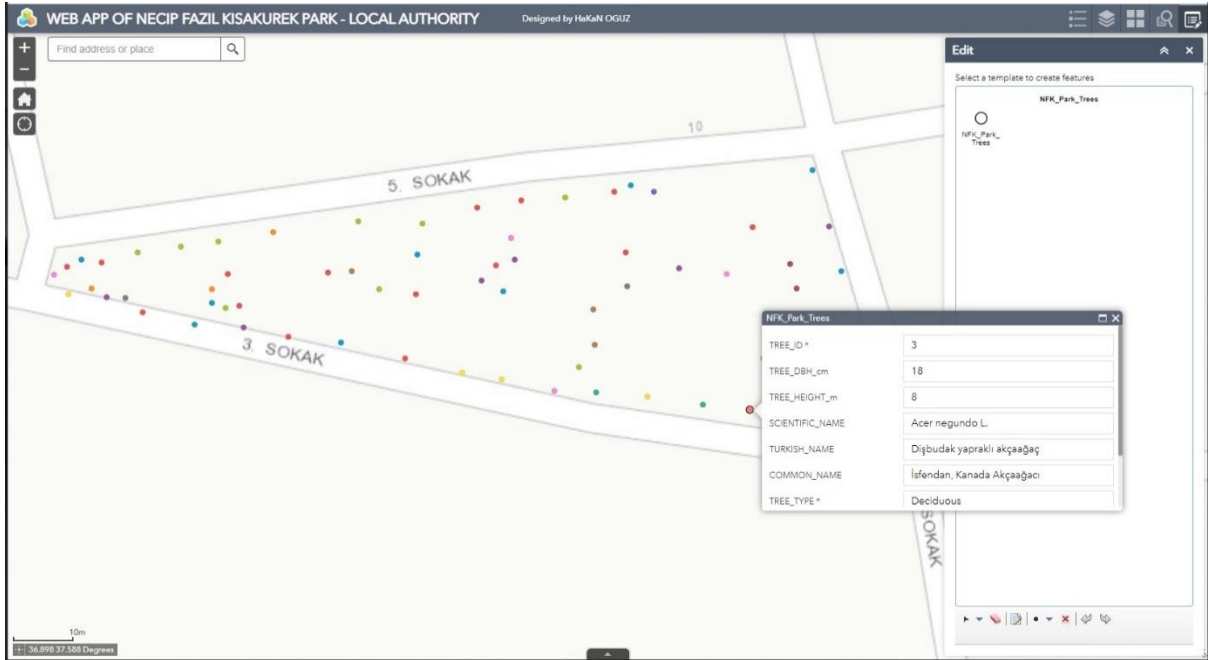 WEB APP OF NECIP FAZIL KISAKUREK PARK - LOCAL AUTHORITY
Designed by HaKaN OGUZ
Find address or place
Edit
Select a template to create features
NFK_Park_Trees
NFK_Park_
Trees
10
5. SOKAK
3. SOKAK
NFK_Park_Trees
TREE_ID * 3
TREE_DBH_cm 18
TREE_HEIGHT_m 8
SCIENTIFIC_NAME Acer negundo L.
TURKISH_NAME Dişbudak yapraklı akçaağaç
COMMON_NAME İsfendan, Kanada Akçaağacı
TREE_TYPE * Deciduous
SOKAK
10m
36.898 37.588 Degrees